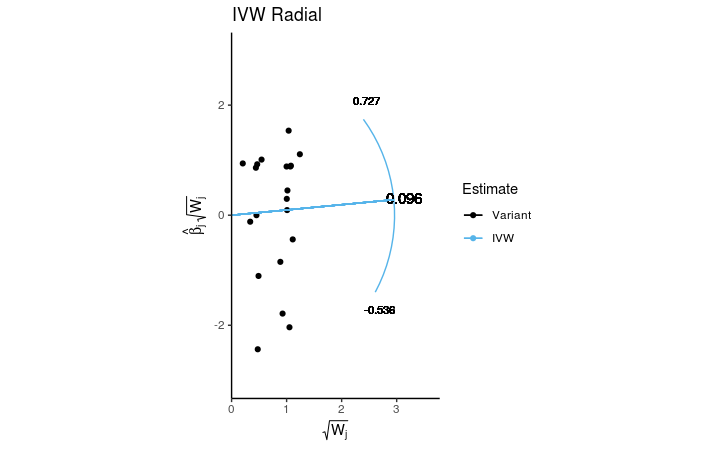 IVW Radial
0.727
2
0.096
0
-0.536
-2
0
1
2
3
β̂ⱼ√Wⱼ
√Wⱼ
Estimate
Variant
IVW